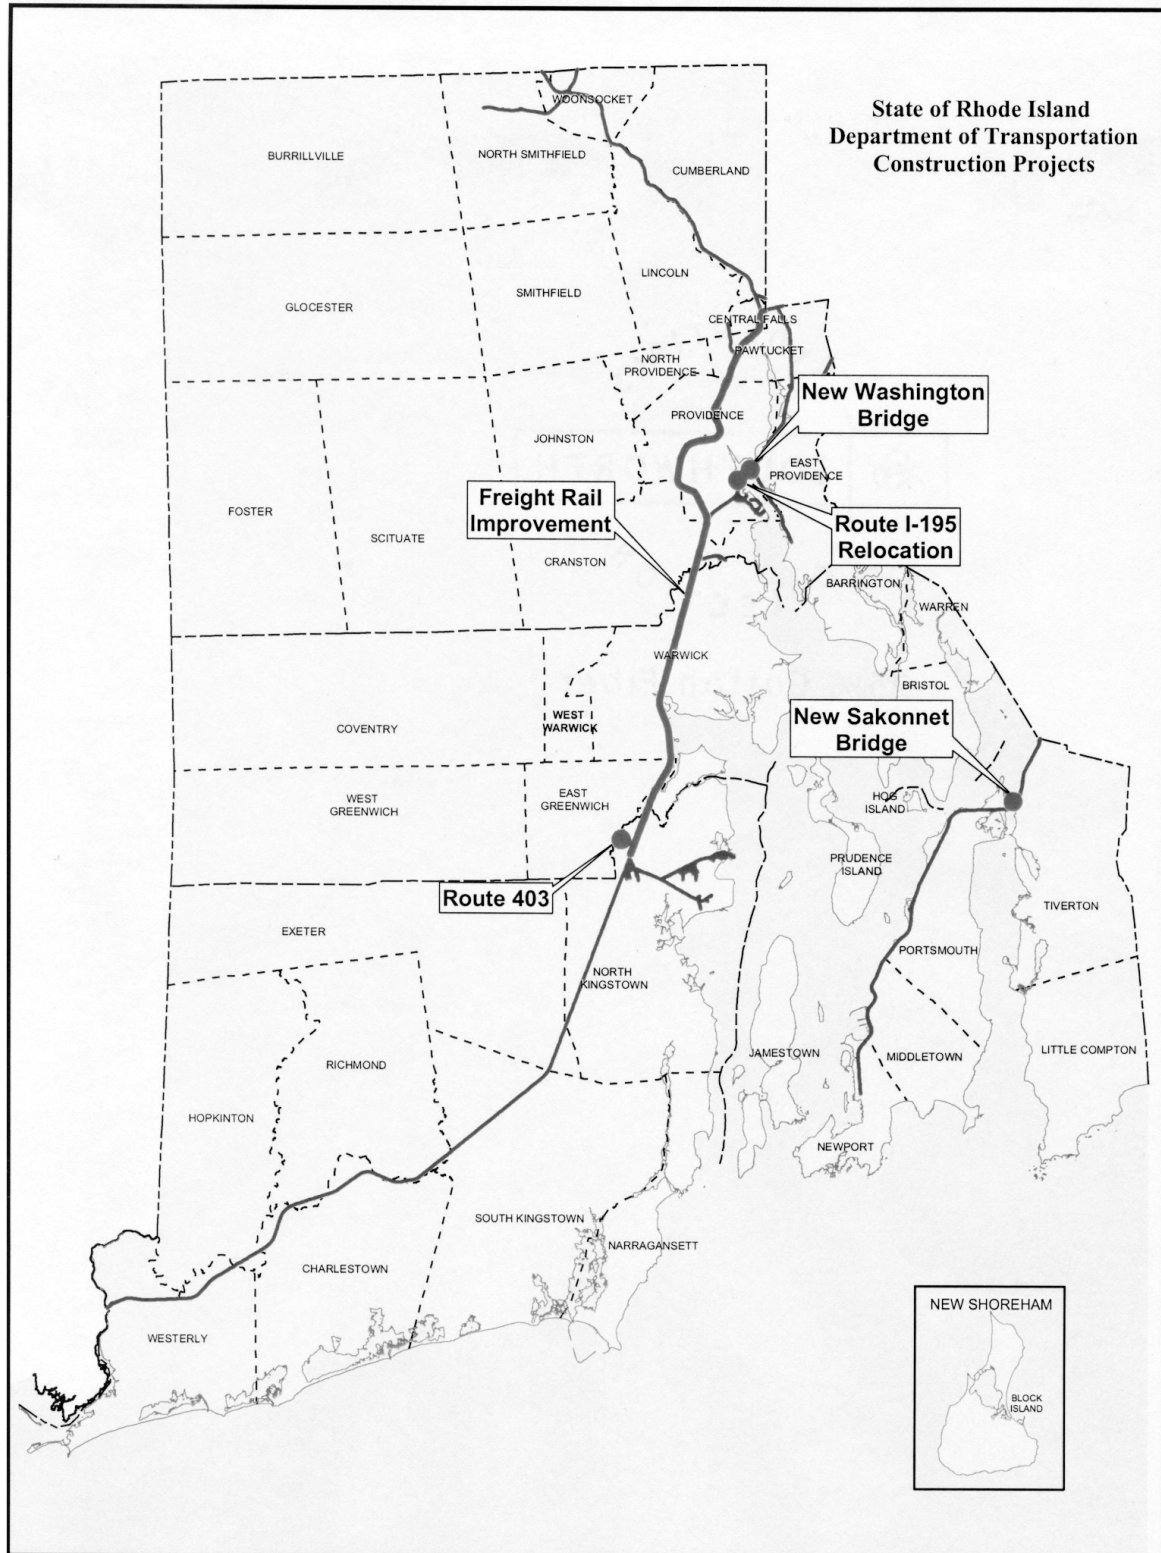 State of Rhode Island
Department of Transportation
Construction Projects
WOONSOCKET
BURRILLVILLE
NORTH SMITHFIELD
CUMBERLAND
LINCOLN
SMITHFIELD
GLOCESTER
CENTRAL FALLS
PAWTUCKET
NORTH
PROVIDENCE
New Washington
Bridge
PROVIDENCE
JOHNSTON
EAST
PROVIDENCE
Freight Rail
Improvement
FOSTER
SCITUATE
Route I-195
Relocation
CRANSTON
BARRINGTON
WARREN
WARWICK
BRISTOL
WEST
WARWICK
COVENTRY
New Sakonnet
Bridge
WEST
GREENWICH
EAST
GREENWICH
HOG
ISLAND
PRUDENCE
ISLAND
Route 403
TIVERTON
EXETER
PORTSMOUTH
NORTH
KINGSTOWN
JAMESTOWN
MIDDLETOWN
LITTLE COMPTON
RICHMOND
HOPKINTON
NEWPORT
SOUTH KINGSTOWN
NARRAGANSETT
CHARLESTOWN
WESTERLY
NEW SHOREHAM
BLOCK
ISLAND